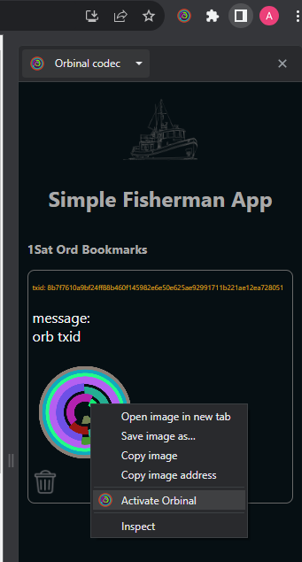 A
Orbinal codec
Simple Fisherman App
1Sat Ord Bookmarks
txid: 8b7f7610a9bf24ff88b460f145982e6e50e625ae92991711b221ae12ea728051
message:
orb txid
Open image in new tab
Save image as...
Copy image
Copy image address
Activate Orbinal
Inspect